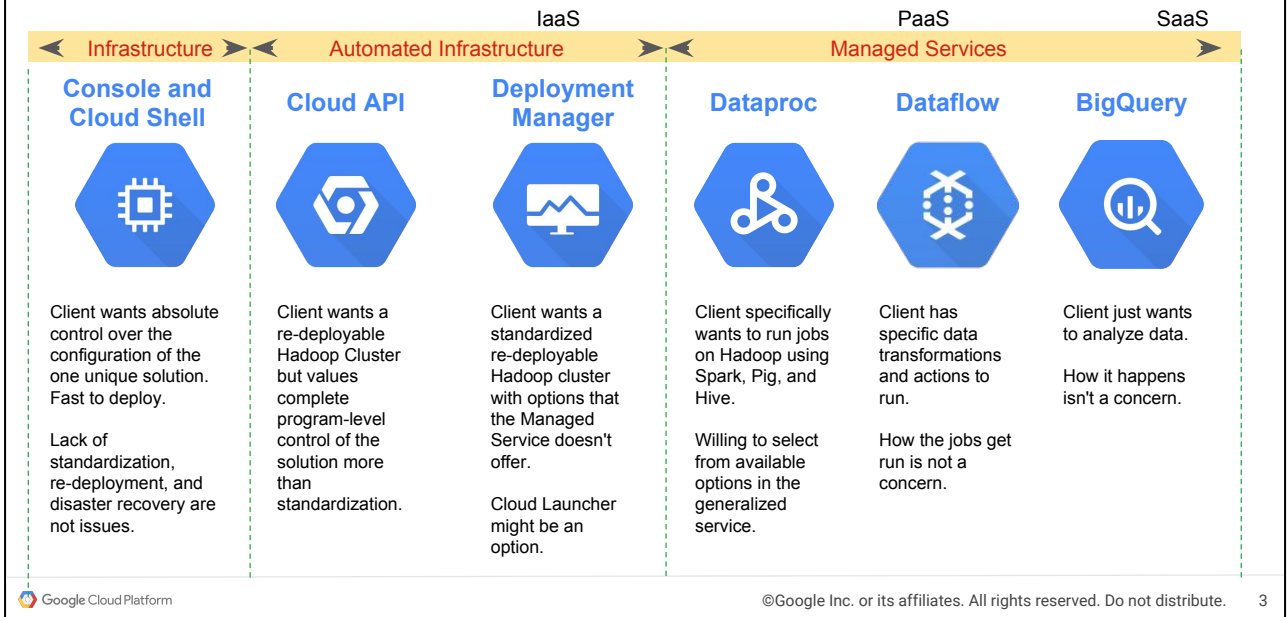 IaaS PaaS SaaS
Infrastructure Automated Infrastructure Managed Services
Console and
Cloud Shell
Client wants absolute
control over the
configuration of the
one unique solution.
Fast to deploy.
Lack of
standardization,
re-deployment, and
disaster recovery are
not issues.
Cloud API
Client wants a
re-deployable
Hadoop Cluster
but values
complete
program-level
control of the
solution more
than
standardization.
Deployment
Manager
Client wants a
standardized
re-deployable
Hadoop cluster
with options that
the Managed
Service doesn't
offer.
Cloud Launcher
might be an
option.
Dataproc
Client specifically
wants to run jobs
on Hadoop using
Spark, Pig, and
Hive.
Willing to select
from available
options in the
generalized
service.
Dataflow
Client has
specific data
transformations
and actions to
run.
How the jobs get
run is not a
concern.
BigQuery
Client just wants
to analyze data.
How it happens
isn't a concern.
Google Cloud Platform
©Google Inc. or its affiliates. All rights reserved. Do not distribute. 3